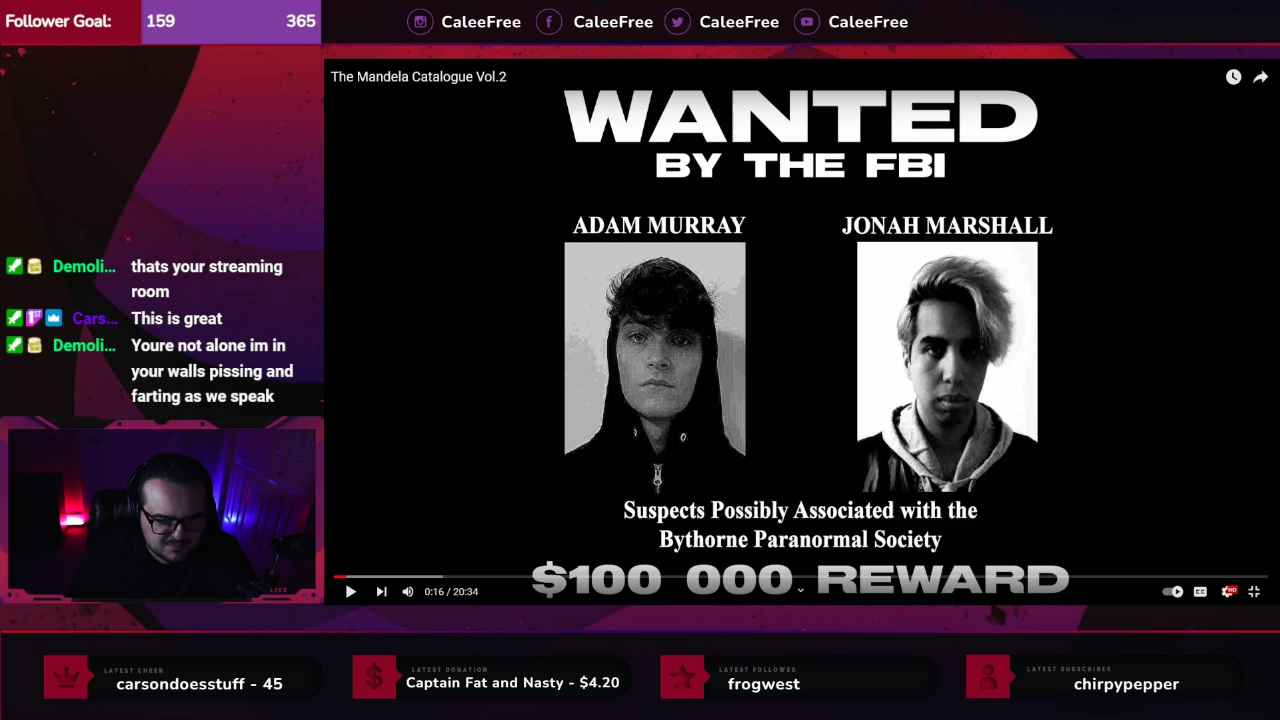 Follower Goal: 159 365
CaleeFree CaleeFree CaleeFree CaleeFree
The Mandela Catalogue Vol.2
WANTED
BY THE FBI
ADAM MURRAY JONAH MARSHALL
Suspects Possibly Associated with the
Bythorne Paranormal Society
$100 000 REWARD
0:16 / 20:34
CC HD
Demoli... thats your streaming
room
1ST Cars... This is great
Demoli... Youre not alone im in
your walls pissing and
farting as we speak
LIVE
LATEST CHEER
carsondoesstuff - 45
LATEST DONATION
Captain Fat and Nasty - $4.20
LATEST FOLLOWER
frogwest
LATEST SUBSCRIBER
chirpypepper